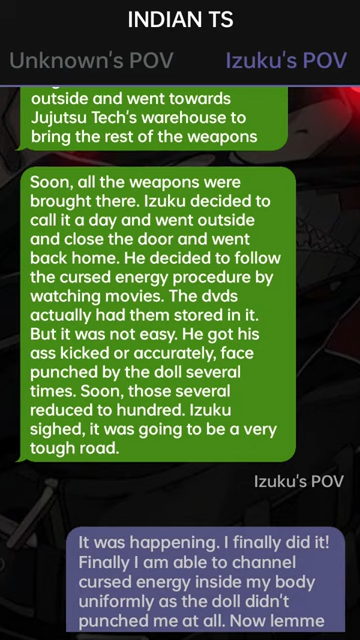 INDIAN TS
Unknown's POV Izuku's POV
outside and went towards
Jujutsu Tech's warehouse to
bring the rest of the weapons
Soon, all the weapons were
brought there. Izuku decided to
call it a day and went outside
and close the door and went
back home. He decided to follow
the cursed energy procedure by
watching movies. The dvds
actually had them stored in it.
But it was not easy. He got his
ass kicked or accurately, face
punched by the doll several
times. Soon, those several
reduced to hundred. Izuku
sighed, it was going to be a very
tough road.
Izuku's POV
It was happening. I finally did it!
Finally I am able to channel
cursed energy inside my body
uniformly as the doll didn't
punched me at all. Now lemme